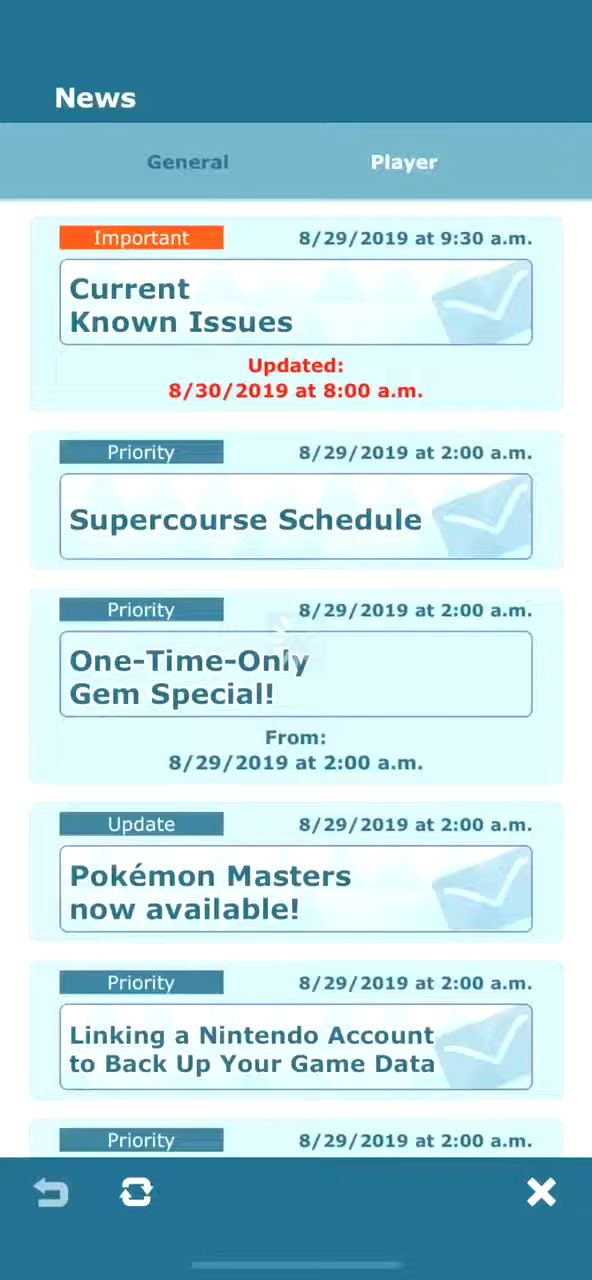 News
General
Player
Important
8/29/2019 at 9:30 a.m.
Current
Known Issues
Updated:
8/30/2019 at 8:00 a.m.
Priority
8/29/2019 at 2:00 a.m.
Supercourse Schedule
Priority
8/29/2019 at 2:00 a.m.
One-Time-Only
Gem Special!
From:
8/29/2019 at 2:00 a.m.
Update
8/29/2019 at 2:00 a.m.
Pokémon Masters
now available!
Priority
8/29/2019 at 2:00 a.m.
Linking a Nintendo Account
to Back Up Your Game Data
Priority
8/29/2019 at 2:00 a.m.